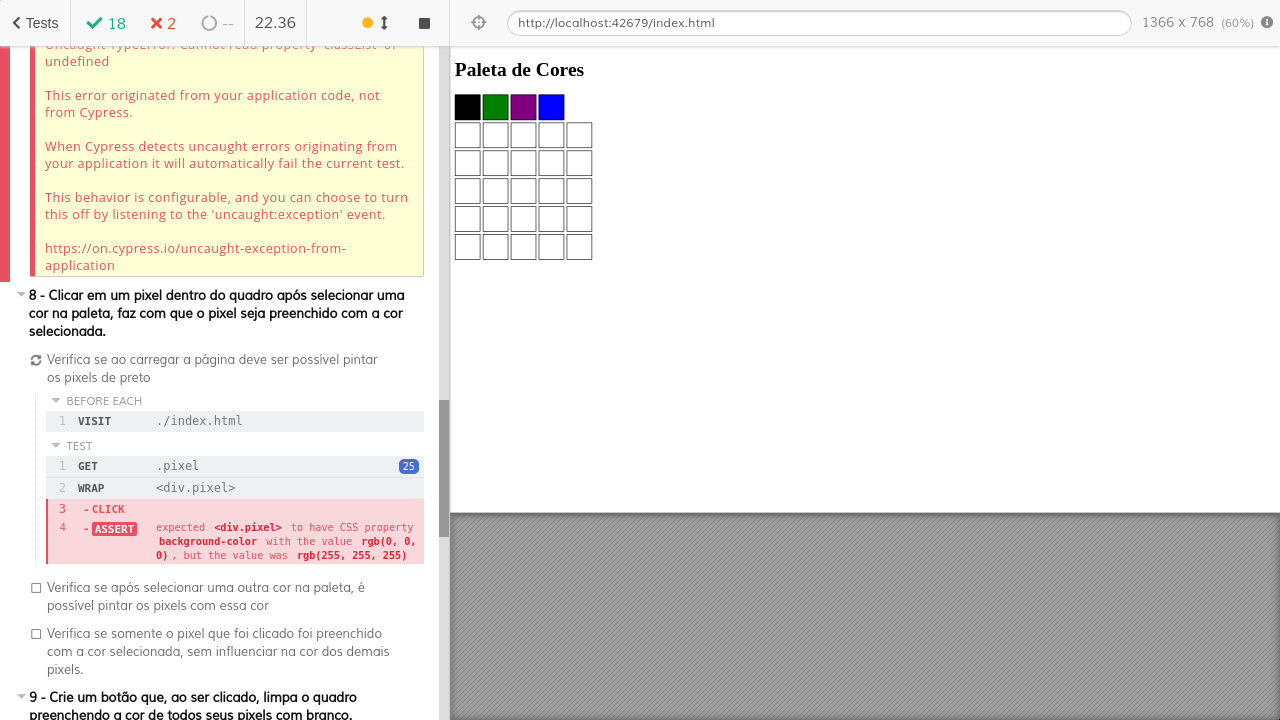 Tests
18
2
--
22.36
http://localhost:42679/index.html
1366 x 768 (60%)
Uncaught TypeError: Cannot read property 'classList' of
undefined
This error originated from your application code, not
from Cypress.
When Cypress detects uncaught errors originating from
your application it will automatically fail the current test.
This behavior is configurable, and you can choose to turn
this off by listening to the 'uncaught:exception' event.
https://on.cypress.io/uncaught-exception-from-
application
8 - Clicar em um pixel dentro do quadro após selecionar uma
cor na paleta, faz com que o pixel seja preenchido com a cor
selecionada.
Verifica se ao carregar a página deve ser possível pintar
os pixels de preto
BEFORE EACH
1 VISIT ./index.html
TEST
1 GET .pixel 25
2 WRAP <div.pixel>
3 - CLICK
4 - ASSERT expected <div.pixel> to have CSS property
background-color with the value rgb(0, 0,
0) , but the value was rgb(255, 255, 255)
Verifica se após selecionar uma outra cor na paleta, é
possível pintar os pixels com essa cor
Verifica se somente o pixel que foi clicado foi preenchido
com a cor selecionada, sem influenciar na cor dos demais
pixels.
9 - Crie um botão que, ao ser clicado, limpa o quadro
preenchendo a cor de todos seus pixels com branco.
Paleta de Cores